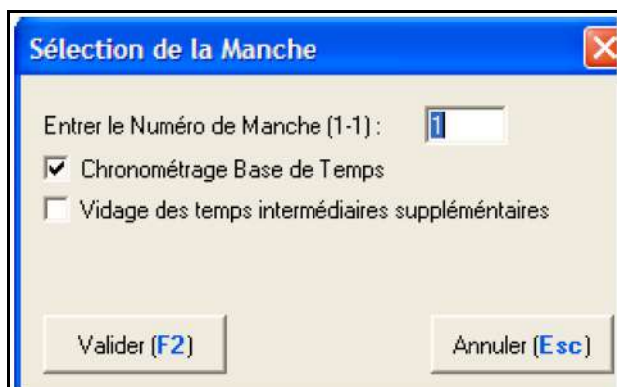 Sélection de la Manche
Entrer le Numéro de Manche (1-1) : 1
Chronométrage Base de Temps
Vidage des temps intermédiaires suppléméntaires
Valider (F2) Annuler (Esc)